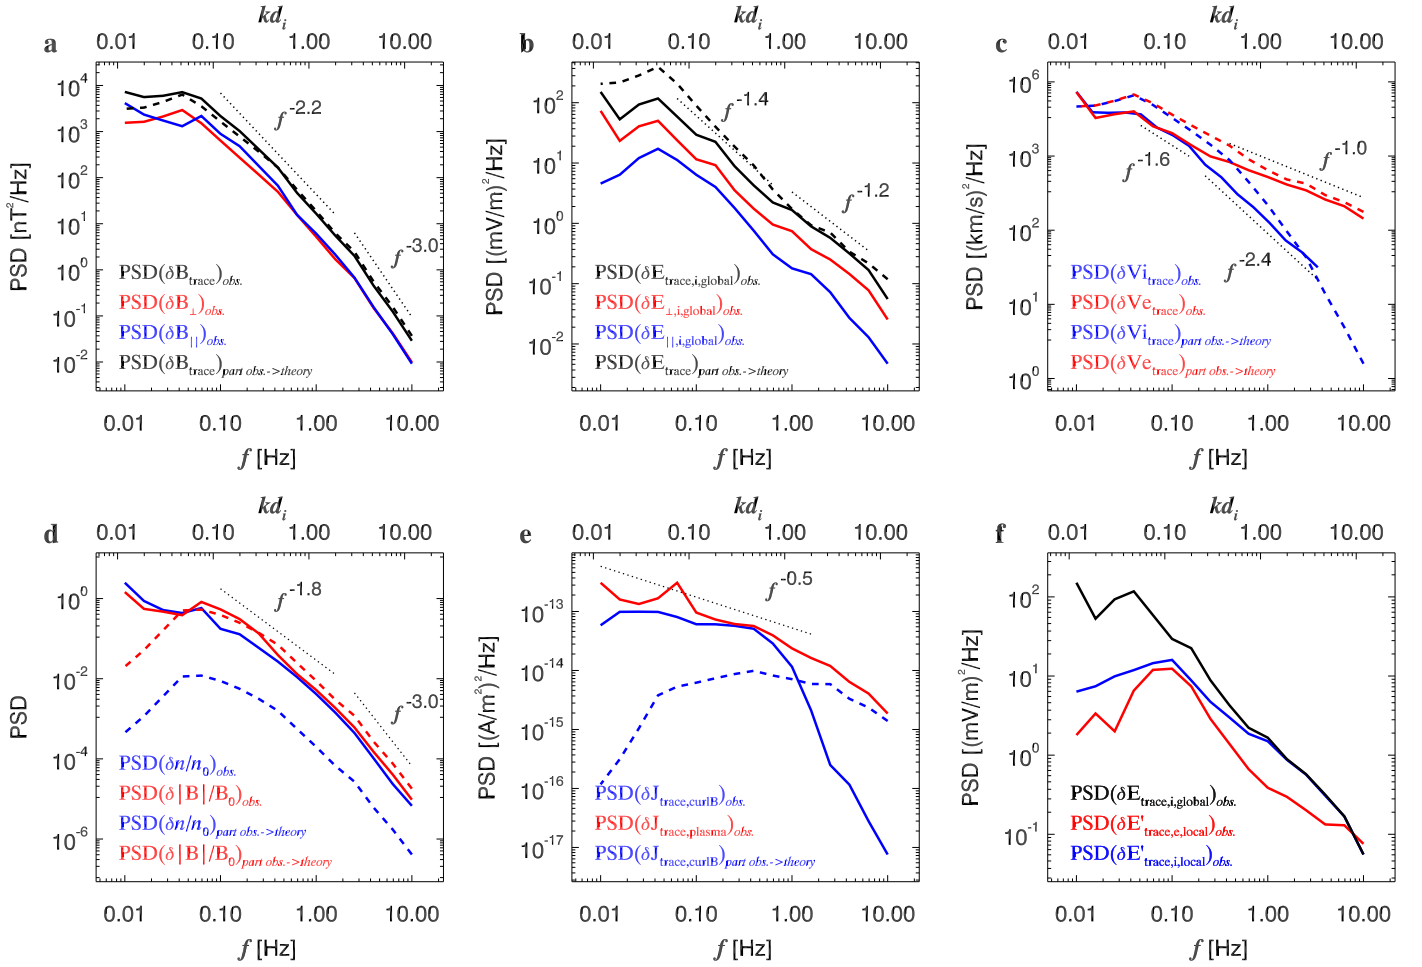 a
kd_i
0.01 0.10 1.00 10.00
PSD [nT²/Hz]
10⁴
10³
10²
10¹
10⁰
10⁻¹
10⁻²
f⁻²·²
f⁻³·⁰
PSD(δB_trace)_obs.
PSD(δB_⊥)_obs.
PSD(δB_||)_obs.
PSD(δB_trace)_part obs.->theory
0.01 0.10 1.00 10.00
f [Hz]
b
kd_i
0.01 0.10 1.00 10.00
PSD [(mV/m)²/Hz]
10²
10¹
10⁰
10⁻¹
10⁻²
f⁻¹·⁴
f⁻¹·²
PSD(δE_trace,i,global)_obs.
PSD(δE_⊥,i,global)_obs.
PSD(δE_||,i,global)_obs.
PSD(δE_trace)_part obs.->theory
0.01 0.10 1.00 10.00
f [Hz]
c
kd_i
0.01 0.10 1.00 10.00
PSD [(km/s)²/Hz]
10⁶
10³
10²
10¹
10⁰
f⁻¹·⁶
f⁻¹·⁰
f⁻²·⁴
PSD(δVi_trace)_obs.
PSD(δVe_trace)_obs.
PSD(δVi_trace)_part obs.->theory
PSD(δVe_trace)_part obs.->theory
0.01 0.10 1.00 10.00
f [Hz]
d
kd_i
0.01 0.10 1.00 10.00
PSD
10⁰
10⁻²
10⁻⁴
10⁻⁶
f⁻¹·⁸
f⁻³·⁰
PSD(δn/n₀)_obs.
PSD(δ|B|/B₀)_obs.
PSD(δn/n₀)_part obs.->theory
PSD(δ|B|/B₀)_part obs.->theory
0.01 0.10 1.00 10.00
f [Hz]
e
kd_i
0.01 0.10 1.00 10.00
PSD [(A/m²)²/Hz]
10⁻¹³
10⁻¹⁴
10⁻¹⁵
10⁻¹⁶
10⁻¹⁷
f⁻⁰·⁵
PSD(δJ_trace,curlB)_obs.
PSD(δJ_trace,plasma)_obs.
PSD(δJ_trace,curlB)_part obs.->theory
0.01 0.10 1.00 10.00
f [Hz]
f
kd_i
0.01 0.10 1.00 10.00
PSD [(mV/m)²/Hz]
10²
10¹
10⁰
10⁻¹
PSD(δE_trace,i,global)_obs.
PSD(δE'_trace,e,local)_obs.
PSD(δE'_trace,i,local)_obs.
0.01 0.10 1.00 10.00
f [Hz]